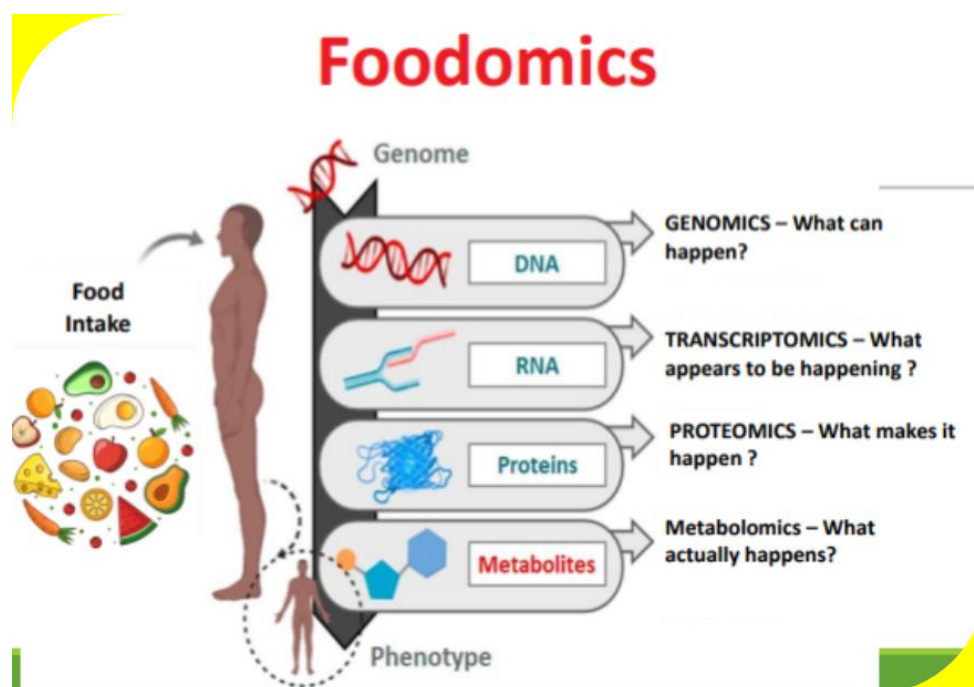 Foodomics
Genome
GENOMICS – What can
happen?
DNA
Food
Intake
TRANSCRIPTOMICS – What
appears to be happening ?
RNA
PROTEOMICS – What makes it
happen ?
Proteins
Metabolomics – What
actually happens?
Metabolites
Phenotype